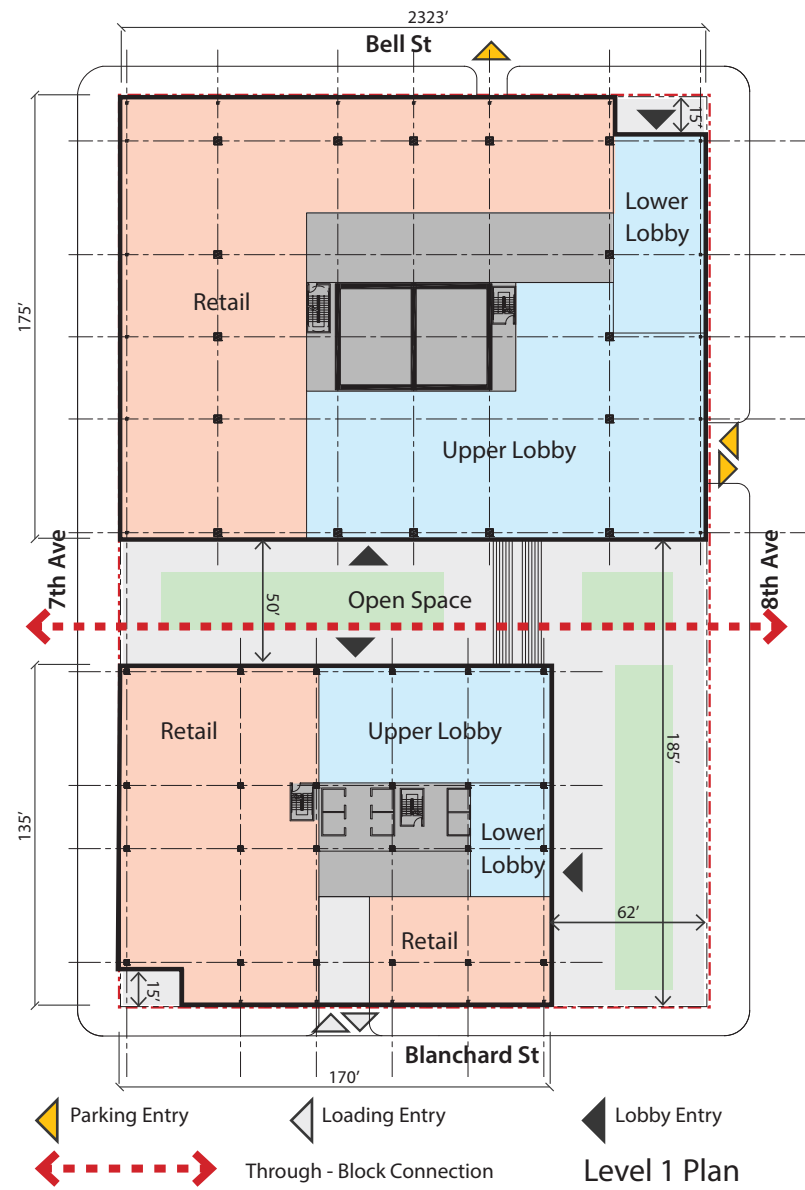 2323’
Bell St
15’
Lower
Lobby
Retail
175’
Upper Lobby
7th Ave
8th Ave
50’
Open Space
Retail
Upper Lobby
185’
135’
Lower
Lobby
62’
Retail
15’
Blanchard St
170’
Parking Entry
Loading Entry
Lobby Entry
Through - Block Connection
Level 1 Plan